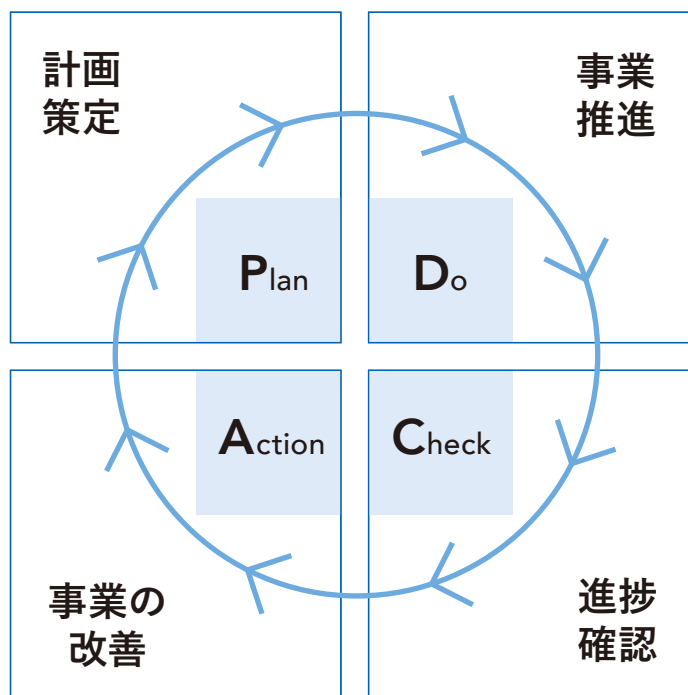 計画
策定
事業
推進
Plan
Do
Action
Check
事業の
改善
進捗
確認